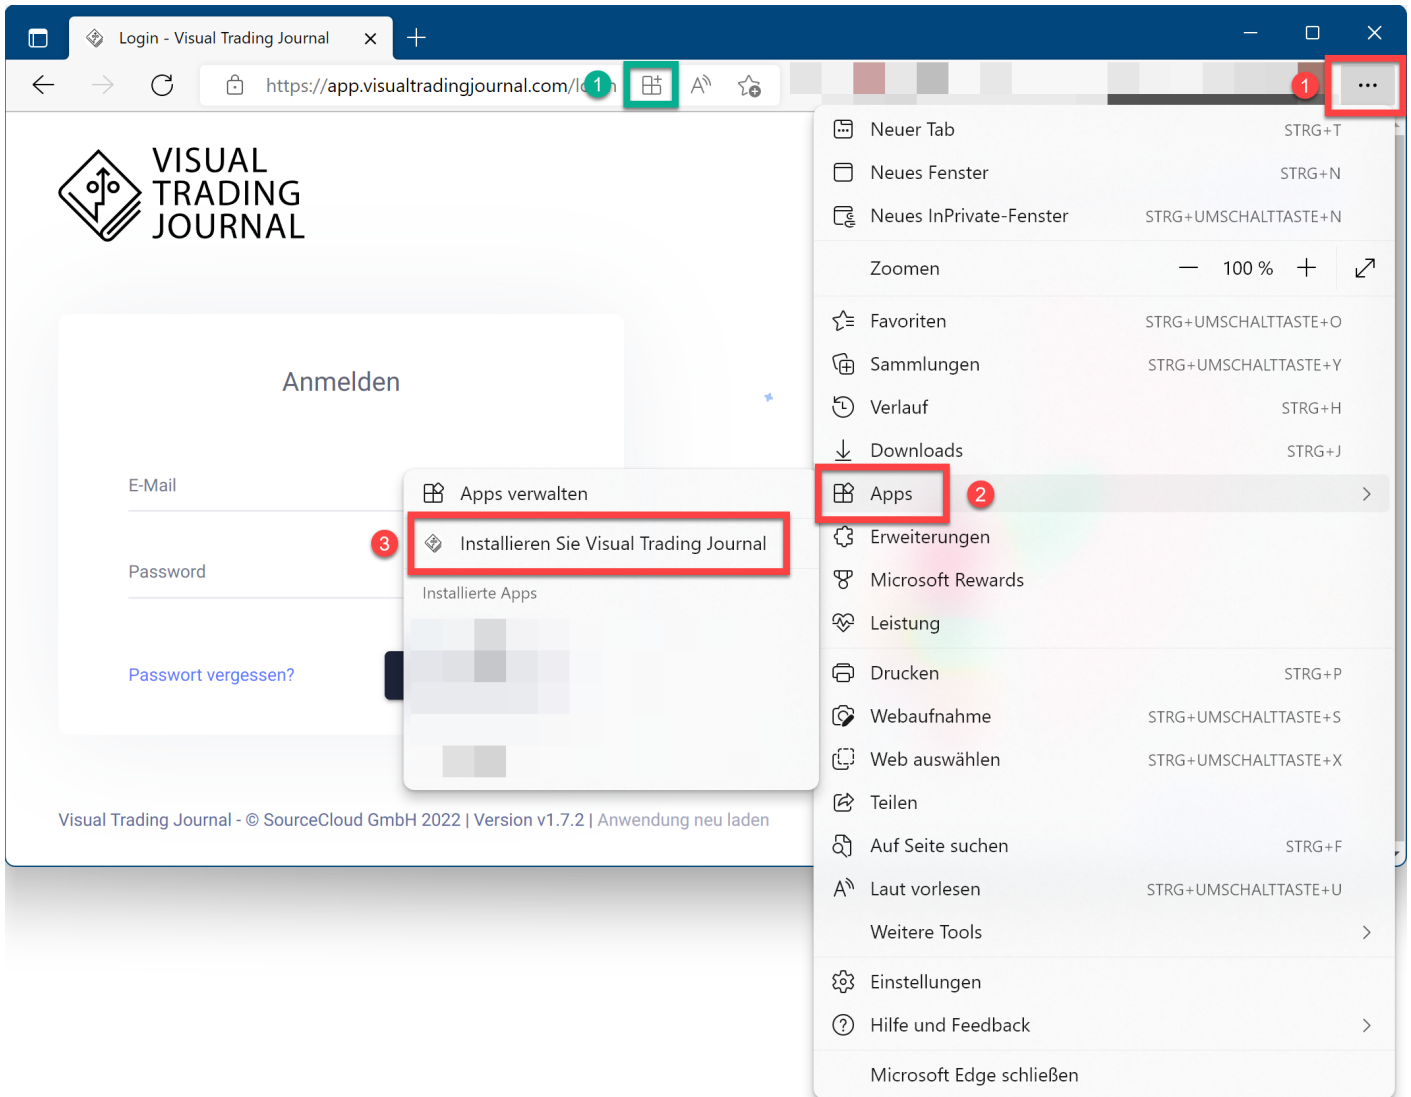 Login - Visual Trading Journal
https://app.visualtradingjournal.com/
1
1
VISUAL
TRADING
JOURNAL
Anmelden
E-Mail
Password
Passwort vergessen?
Visual Trading Journal - © SourceCloud GmbH 2022 | Version v1.7.2 | Anwendung neu laden
Neuer Tab STRG+T
Neues Fenster STRG+N
Neues InPrivate-Fenster STRG+UMSCHALTTASTE+N
Zoomen 100 %
Favoriten STRG+UMSCHALTTASTE+O
Sammlungen STRG+UMSCHALTTASTE+Y
Verlauf STRG+H
Downloads STRG+J
Apps 2
Erweiterungen
Microsoft Rewards
Leistung
Drucken STRG+P
Webaufnahme STRG+UMSCHALTTASTE+S
Web auswählen STRG+UMSCHALTTASTE+X
Teilen
Auf Seite suchen STRG+F
Laut vorlesen STRG+UMSCHALTTASTE+U
Weitere Tools
Einstellungen
Hilfe und Feedback
Microsoft Edge schließen
Apps verwalten
3 Installieren Sie Visual Trading Journal
Installierte Apps